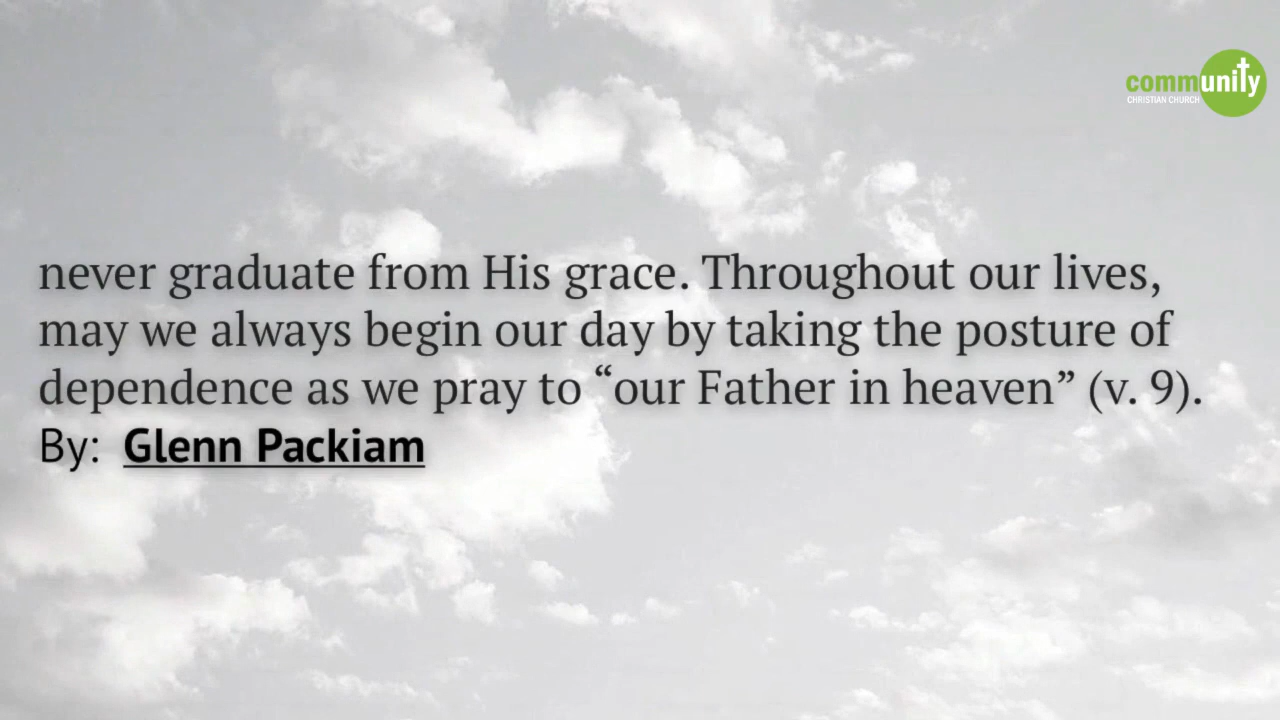 community
CHRISTIAN CHURCH
never graduate from His grace. Throughout our lives,
may we always begin our day by taking the posture of
dependence as we pray to “our Father in heaven” (v. 9).
By: Glenn Packiam